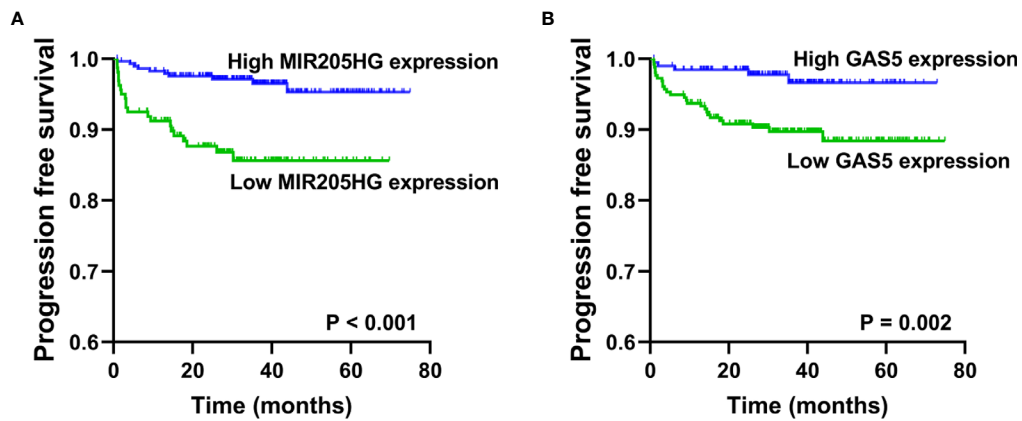 A
Progression free survival
1.0
0.9
0.8
0.7
0.6
High MIR205HG expression
Low MIR205HG expression
P < 0.001
0 20 40 60 80
Time (months)
B
Progression free survival
1.0
0.9
0.8
0.7
0.6
High GAS5 expression
Low GAS5 expression
P = 0.002
0 20 40 60 80
Time (months)